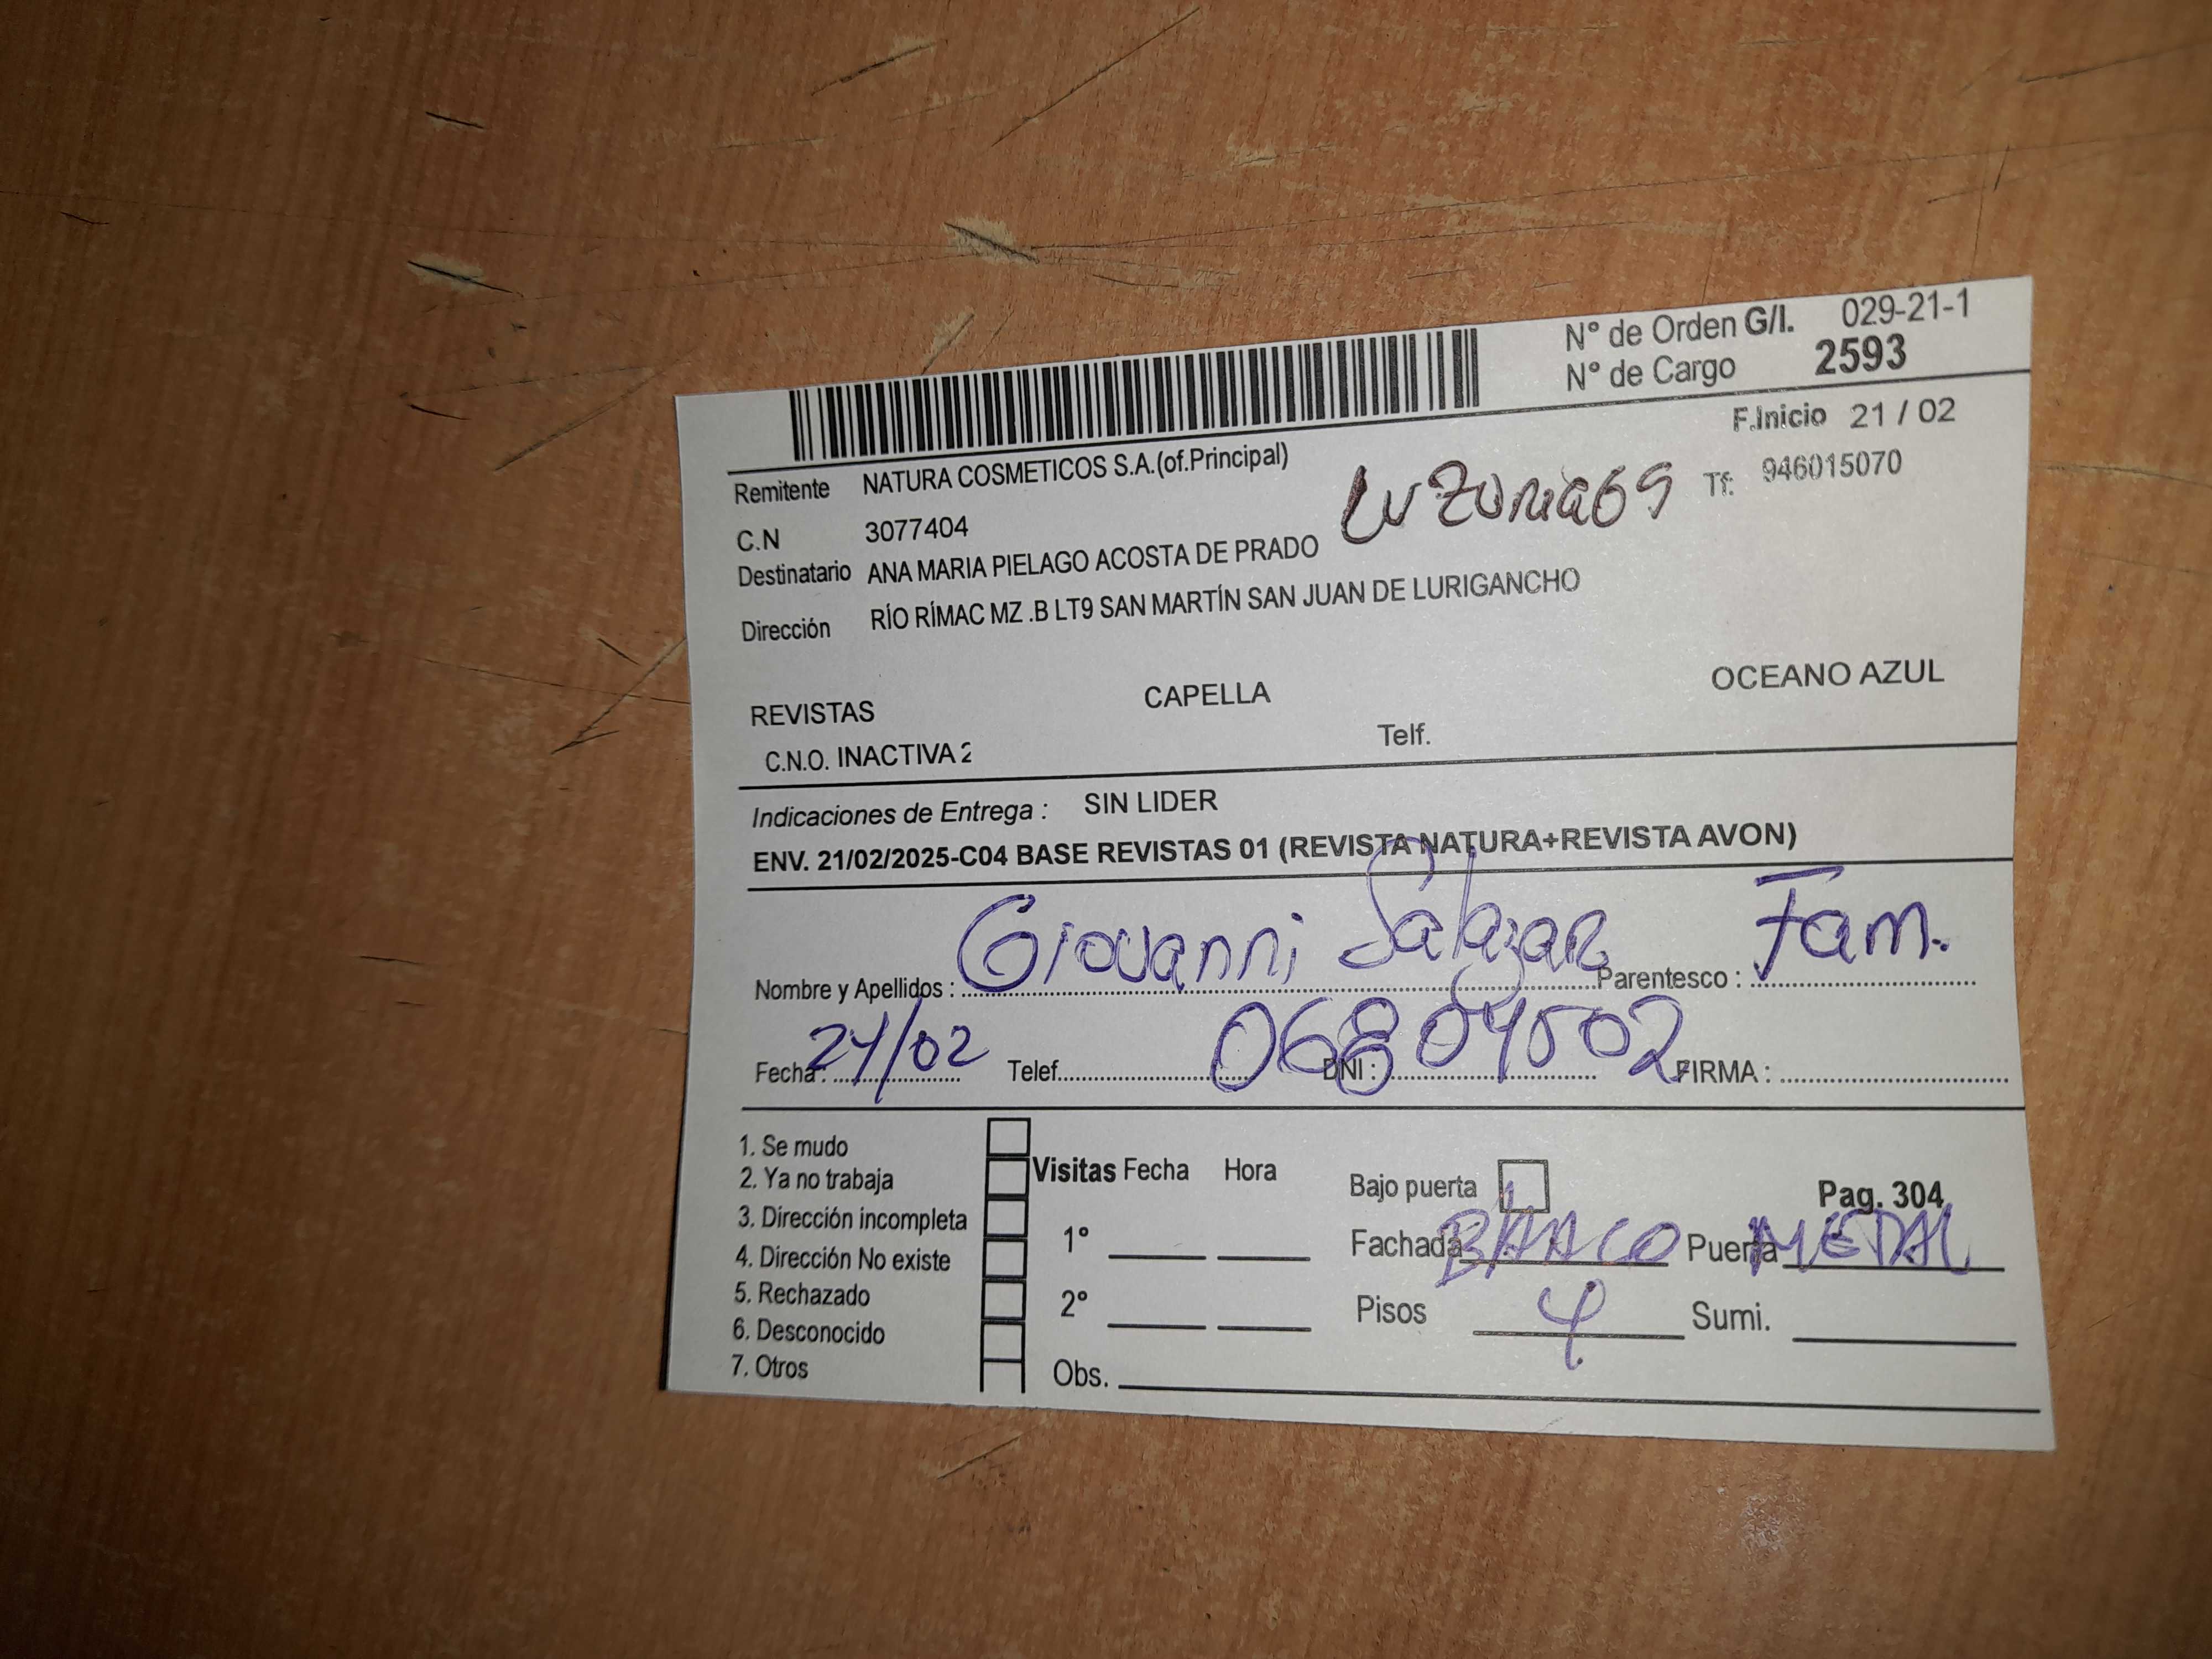 N° de Orden G/I. 029-21-1
N° de Cargo 2593
F.Inicio 21 / 02
Remitente NATURA COSMETICOS S.A.(of.Principal)
Tf: 946015070
C.N 3077404
Destinatario ANA MARIA PIELAGO ACOSTA DE PRADO
Dirección RÍO RÍMAC MZ .B LT9 SAN MARTÍN SAN JUAN DE LURIGANCHO
REVISTAS CAPELLA OCEANO AZUL
C.N.O. INACTIVA 2 Telf.
Indicaciones de Entrega : SIN LIDER
ENV. 21/02/2025-C04 BASE REVISTAS 01 (REVISTA NATURA+REVISTA AVON)
Nombre y Apellidos : Giovanni Salazar Parentesco : Fam.
Fecha : 24/02 Telef. DNI : 06804502 FIRMA :
1. Se mudo
2. Ya no trabaja
3. Dirección incompleta
4. Dirección No existe
5. Rechazado
6. Desconocido
7. Otros
Visitas Fecha Hora
1°
2°
Obs.
Bajo puerta Pag. 304
Fachada Puerta METAL
Pisos 4 Sumi.